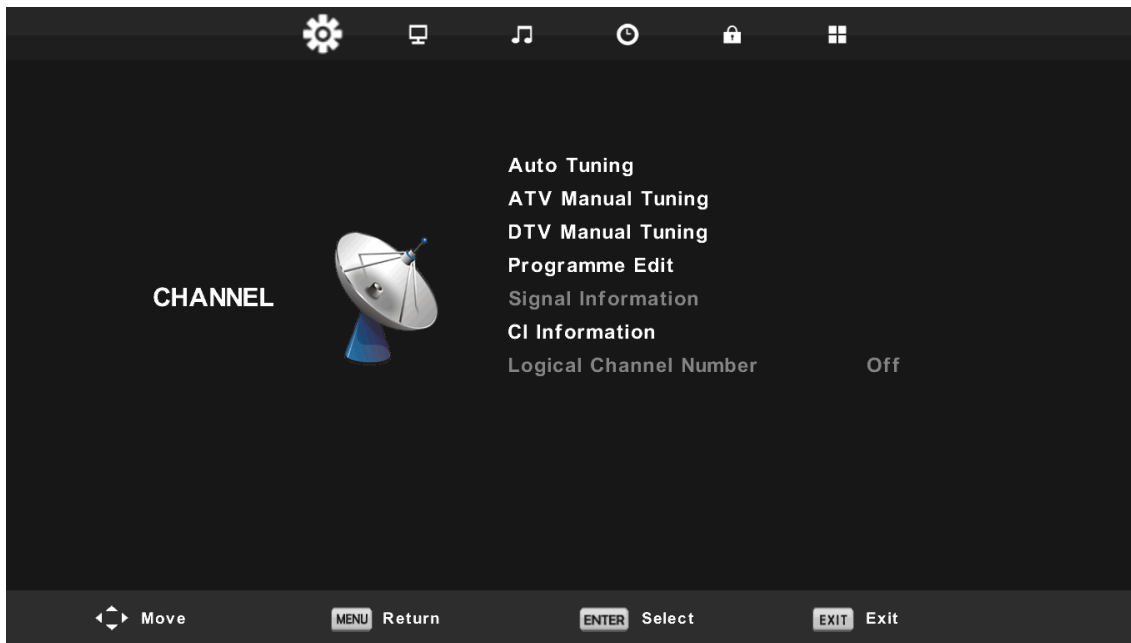 Auto Tuning
ATV Manual Tuning
DTV Manual Tuning
Programme Edit
CHANNEL
Signal Information
CI Information
Logical Channel Number Off
Move MENU Return ENTER Select EXIT Exit